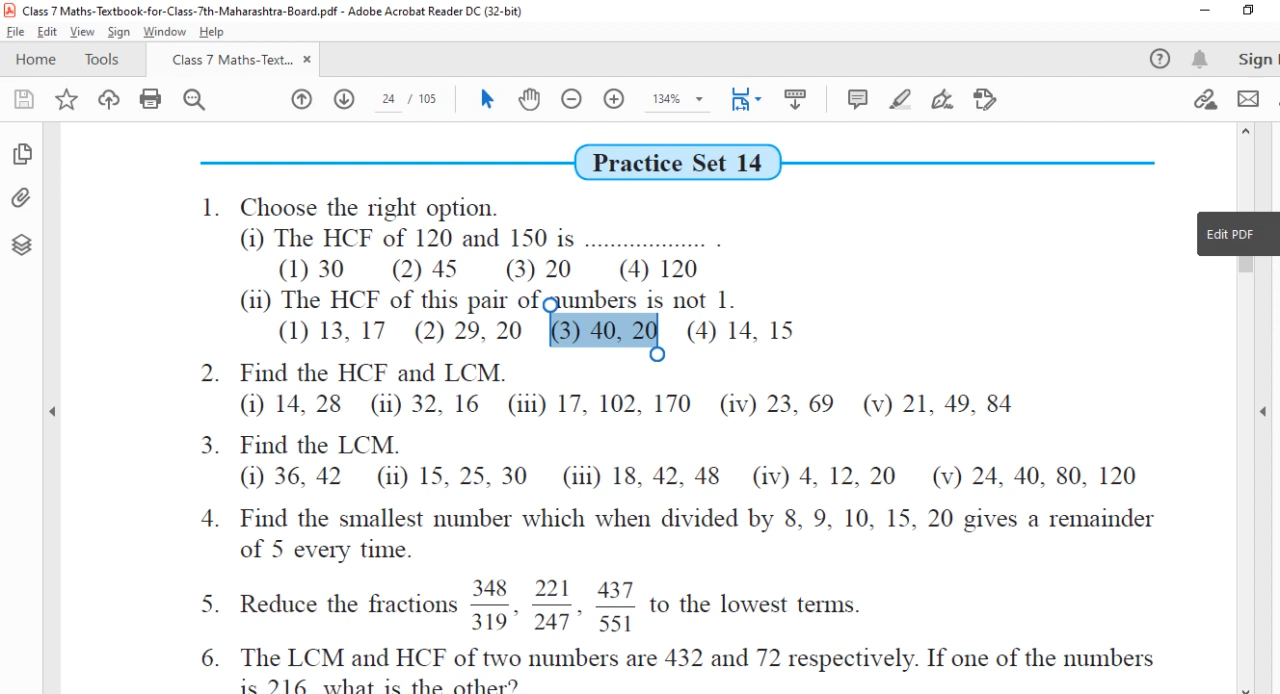 Class 7 Maths-Textbook-for-Class-7th-Maharashtra-Board.pdf - Adobe Acrobat Reader DC (32-bit)
File Edit View Sign Window Help
Home Tools Class 7 Maths-Text... × Sign
24 / 105 134%
Practice Set 14
1. Choose the right option.
(i) The HCF of 120 and 150 is ................... .
Edit PDF
(1) 30 (2) 45 (3) 20 (4) 120
(ii) The HCF of this pair of numbers is not 1.
(1) 13, 17 (2) 29, 20 (3) 40, 20 (4) 14, 15
2. Find the HCF and LCM.
(i) 14, 28 (ii) 32, 16 (iii) 17, 102, 170 (iv) 23, 69 (v) 21, 49, 84
3. Find the LCM.
(i) 36, 42 (ii) 15, 25, 30 (iii) 18, 42, 48 (iv) 4, 12, 20 (v) 24, 40, 80, 120
4. Find the smallest number which when divided by 8, 9, 10, 15, 20 gives a remainder
of 5 every time.
5. Reduce the fractions 348/319, 221/247, 437/551 to the lowest terms.
6. The LCM and HCF of two numbers are 432 and 72 respectively. If one of the numbers
is 216, what is the other?